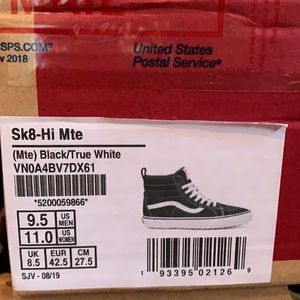 SPS.COM®
v 2018
United States
Postal Service®
Sk8-Hi Mte
(Mte) Black/True White
VN0A4BV7DX61
*5200059866*
9.5 US MEN
11.0 US WOMEN
UK EUR CM
8.5 42.5 27.5
SJV - 08/19
1 93395 02126 9